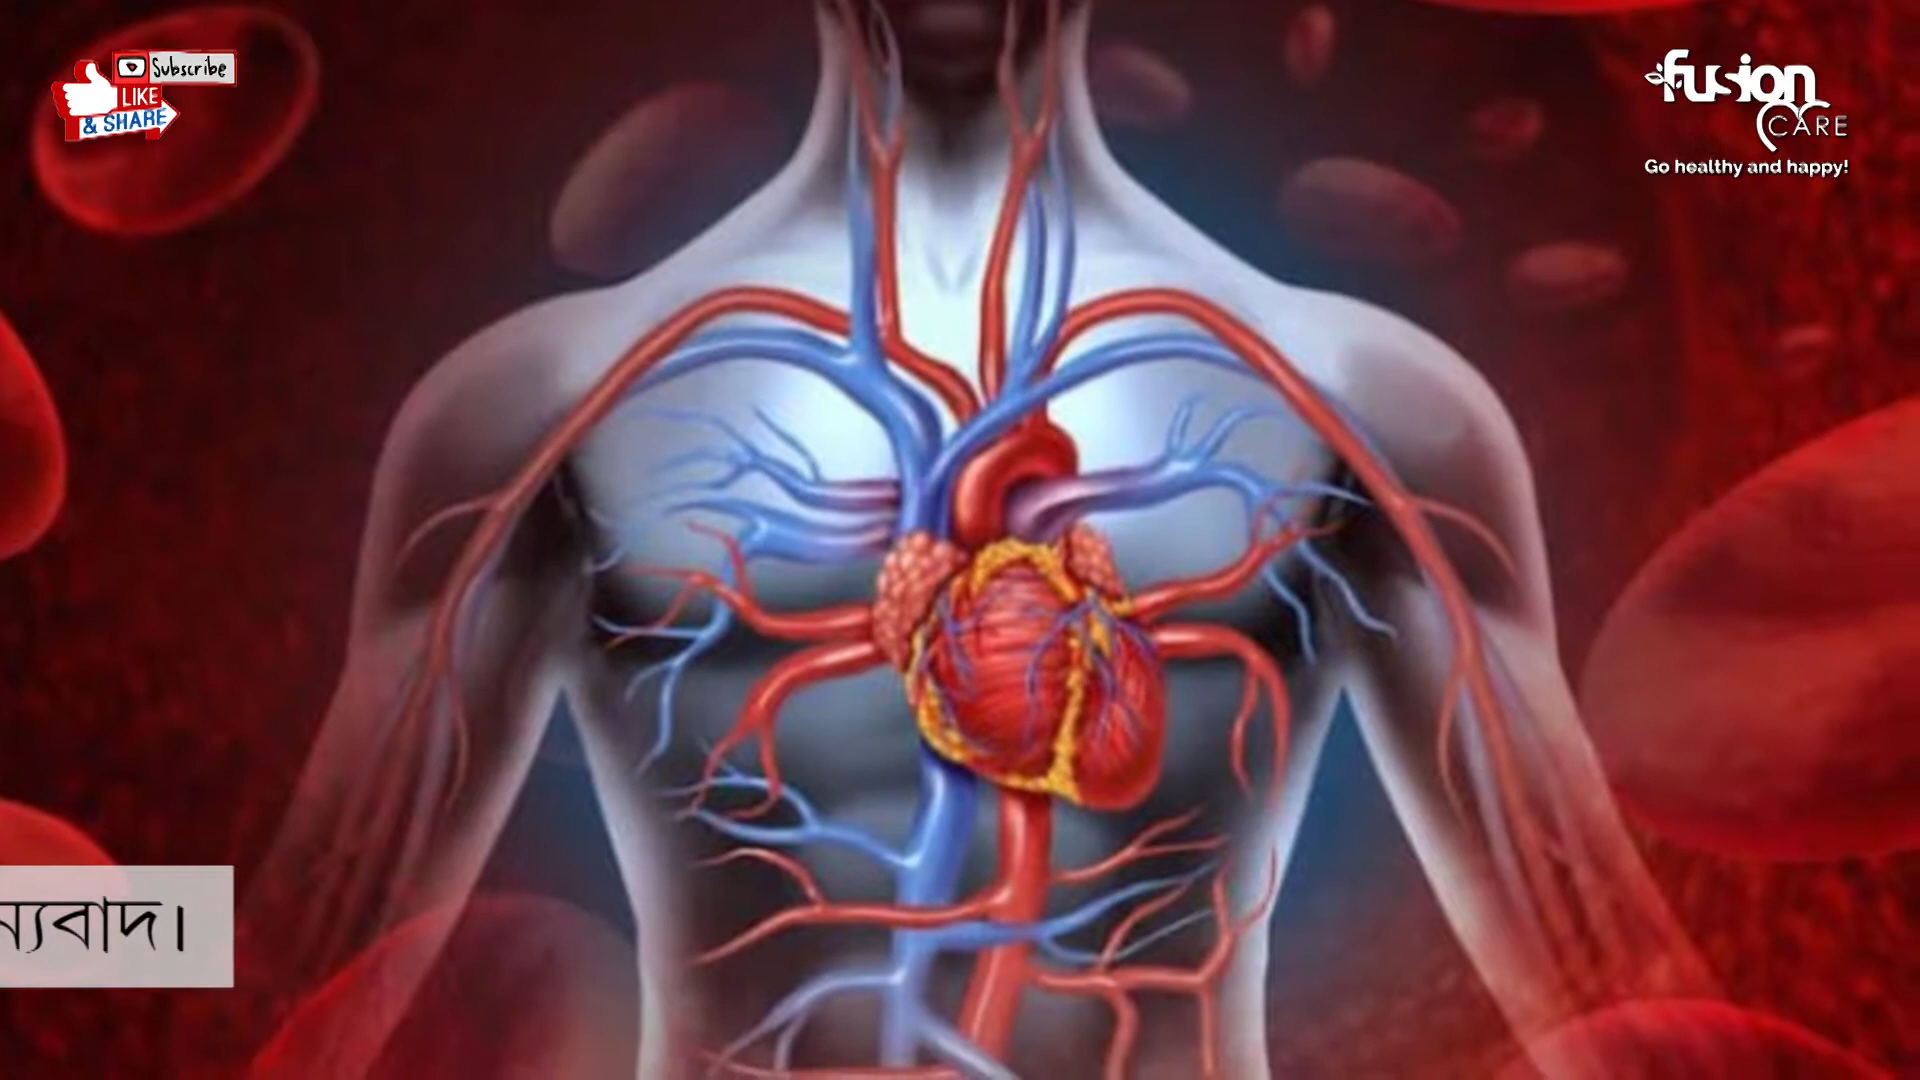 Subscribe
LIKE
& SHARE
fusion
CARE
Go healthy and happy!
ন্যবাদ।